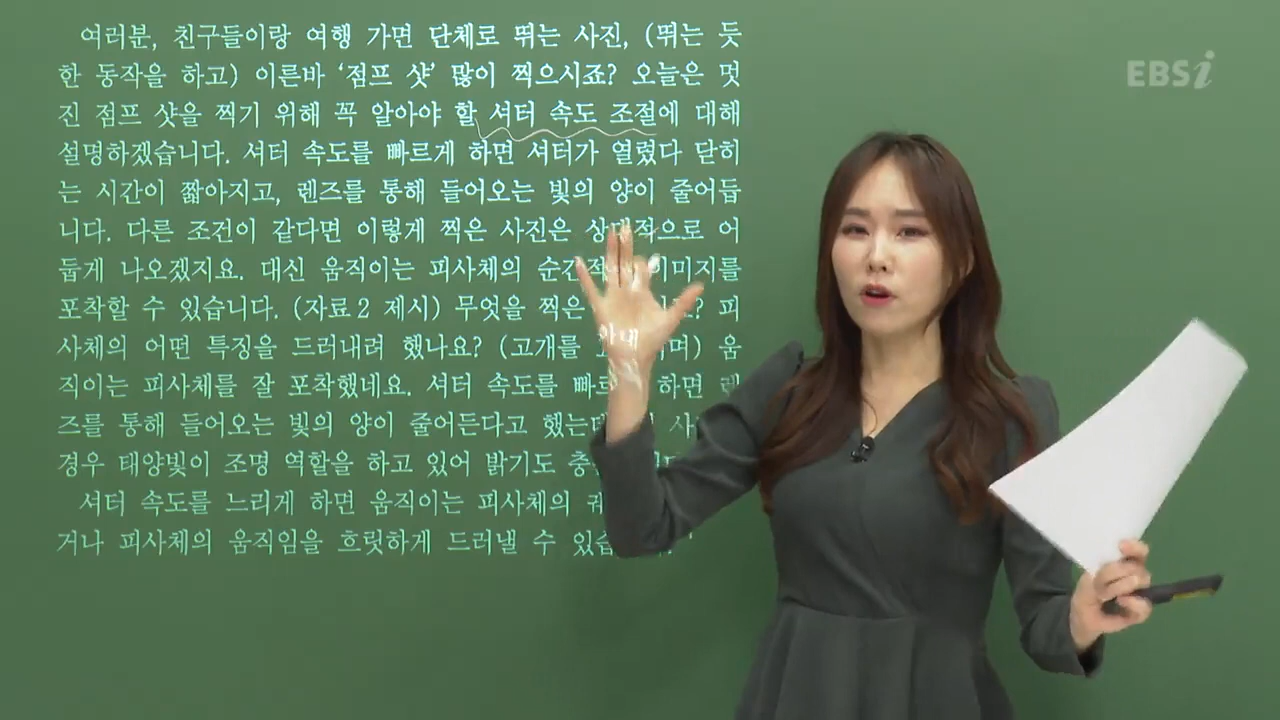 여러분, 친구들이랑 여행 가면 단체로 뛰는 사진, (뛰는 듯
한 동작을 하고) 이른바 ‘점프 샷’ 많이 찍으시죠? 오늘은 멋
진 점프 샷을 찍기 위해 꼭 알아야 할 셔터 속도 조절에 대해
설명하겠습니다. 셔터 속도를 빠르게 하면 셔터가 열렸다 닫히
는 시간이 짧아지고, 렌즈를 통해 들어오는 빛의 양이 줄어듭
니다. 다른 조건이 같다면 이렇게 찍은 사진은 상대적으로 어
둡게 나오겠지요. 대신 움직이는 피사체의 이미지를
포착할 수 있습니다. (자료 2 제시) 무엇을 찍은 피
사체의 어떤 특징을 드러내려 했나요? (고개를 움
직이는 피사체를 잘 포착했네요. 셔터 속도를 하면 렌
즈를 통해 들어오는 빛의 양이 줄어든다고
경우 태양빛이 조명 역할을 하고 있어 밝기도
셔터 속도를 느리게 하면 움직이는 피사체의
거나 피사체의 움직임을 흐릿하게 드러낼 수
EBSi